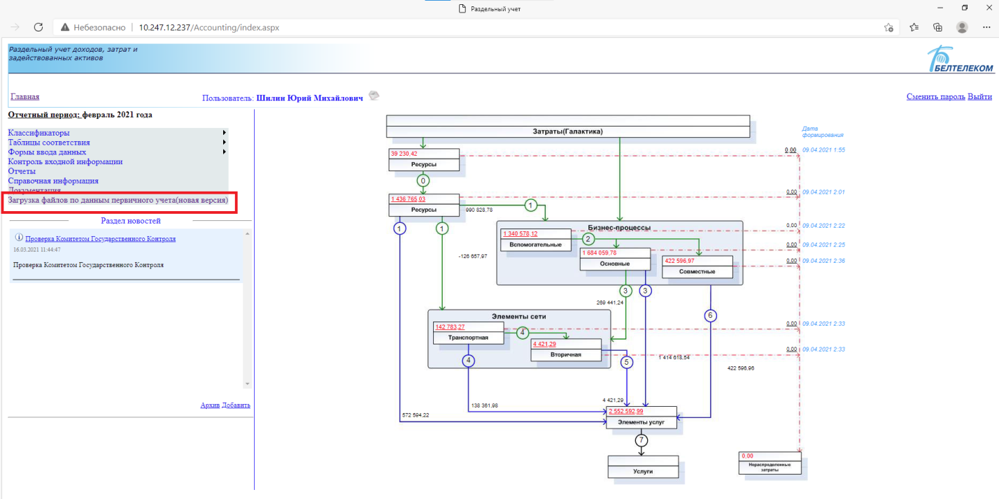 Раздельный учет
Небезопасно | 10.247.12.237/Accounting/index.aspx
Раздельный учет доходов, затрат и
задействованных активов
БЕЛТЕЛЕКОМ
Главная
Пользователь: Шилин Юрий Михайлович
Сменить пароль Выйти
Отчетный период: февраль 2021 года
Классификаторы
Таблицы соответствия
Формы ввода данных
Контроль входной информации
Отчеты
Справочная информация
Документация
Загрузка файлов по данным первичного учета(новая версия)
Раздел новостей
Проверка Комитетом Государственного Контроля
16.03.2021 11:44:47
Проверка Комитетом Государственного Контроля
Архив Добавить
Затраты(Галактика)
Дата
формирования
39 230,42
Ресурсы
0,00 09.04.2021 1:55
0
1 436 765,03
Ресурсы
0,00 09.04.2021 2:01
990 828,78
1
1
1
Бизнес-процессы
0,00 09.04.2021 2:22
1 340 578,12
Вспомогательные
2
0,00 09.04.2021 2:25
1 684 059,78
Основные
-126 657,97
422 596,97
Совместные
0,00 09.04.2021 2:36
3
3
269 441,24
6
Элементы сети
142 783,27
Транспортная
0,00 09.04.2021 2:33
4
4 421,29
Вторичная
0,00 09.04.2021 2:33
4
5
1 414 618,54
422 596,96
4 421,29
138 361,98
572 594,22
2 552 592,99
Элементы услуг
7
Услуги
0,00
Нераспределенные
затраты